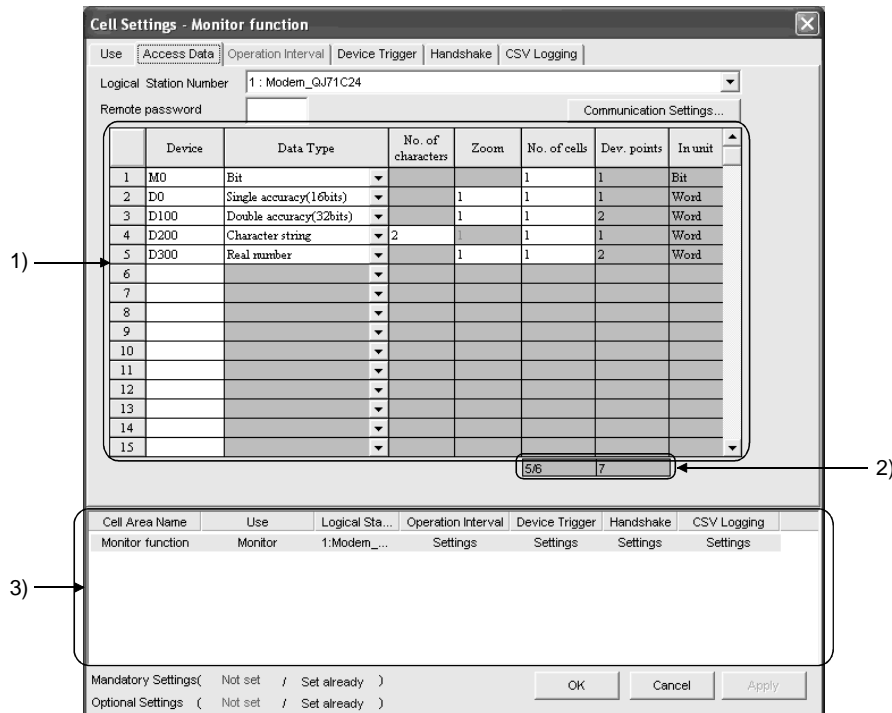 Cell Settings - Monitor function
Use Access Data Operation Interval Device Trigger Handshake CSV Logging
Logical Station Number 1 : Modem_QJ71C24
Remote password Communication Settings...
Device Data Type No. of characters Zoom No. of cells Dev. points In unit
1 M0 Bit 1 1 Bit
2 D0 Single accuracy(16bits) 1 1 1 Word
3 D100 Double accuracy(32bits) 1 1 2 Word
4 D200 Character string 2 1 1 1 Word
5 D300 Real number 1 1 2 Word
1)
6
7
8
9
10
11
12
13
14
15
5/6 7
2)
Cell Area Name Use Logical Sta... Operation Interval Device Trigger Handshake CSV Logging
Monitor function Monitor 1:Modem_... Settings Settings Settings Settings
3)
Mandatory Settings( Not set / Set already )
OK Cancel Apply
Optional Settings ( Not set / Set already )